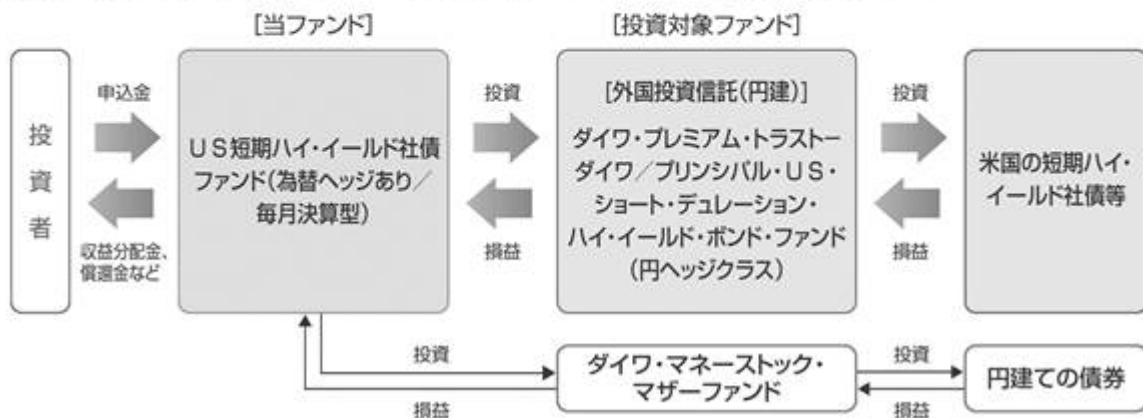 [当ファンド]
[投資対象ファンド]
投資者
申込金
収益分配金、
償還金など
US短期ハイ・イールド社債
ファンド(為替ヘッジあり/
毎月決算型)
投資
損益
[外国投資信託(円建)]
ダイワ・プレミアム・トラストー
ダイワ/プリンシパル・US・
ショート・デュレーション・
ハイ・イールド・ボンド・ファンド
(円ヘッジクラス)
投資
損益
米国の短期ハイ・
イールド社債等
投資
損益
ダイワ・マネーストック・
マザーファンド
投資
損益
円建ての債券